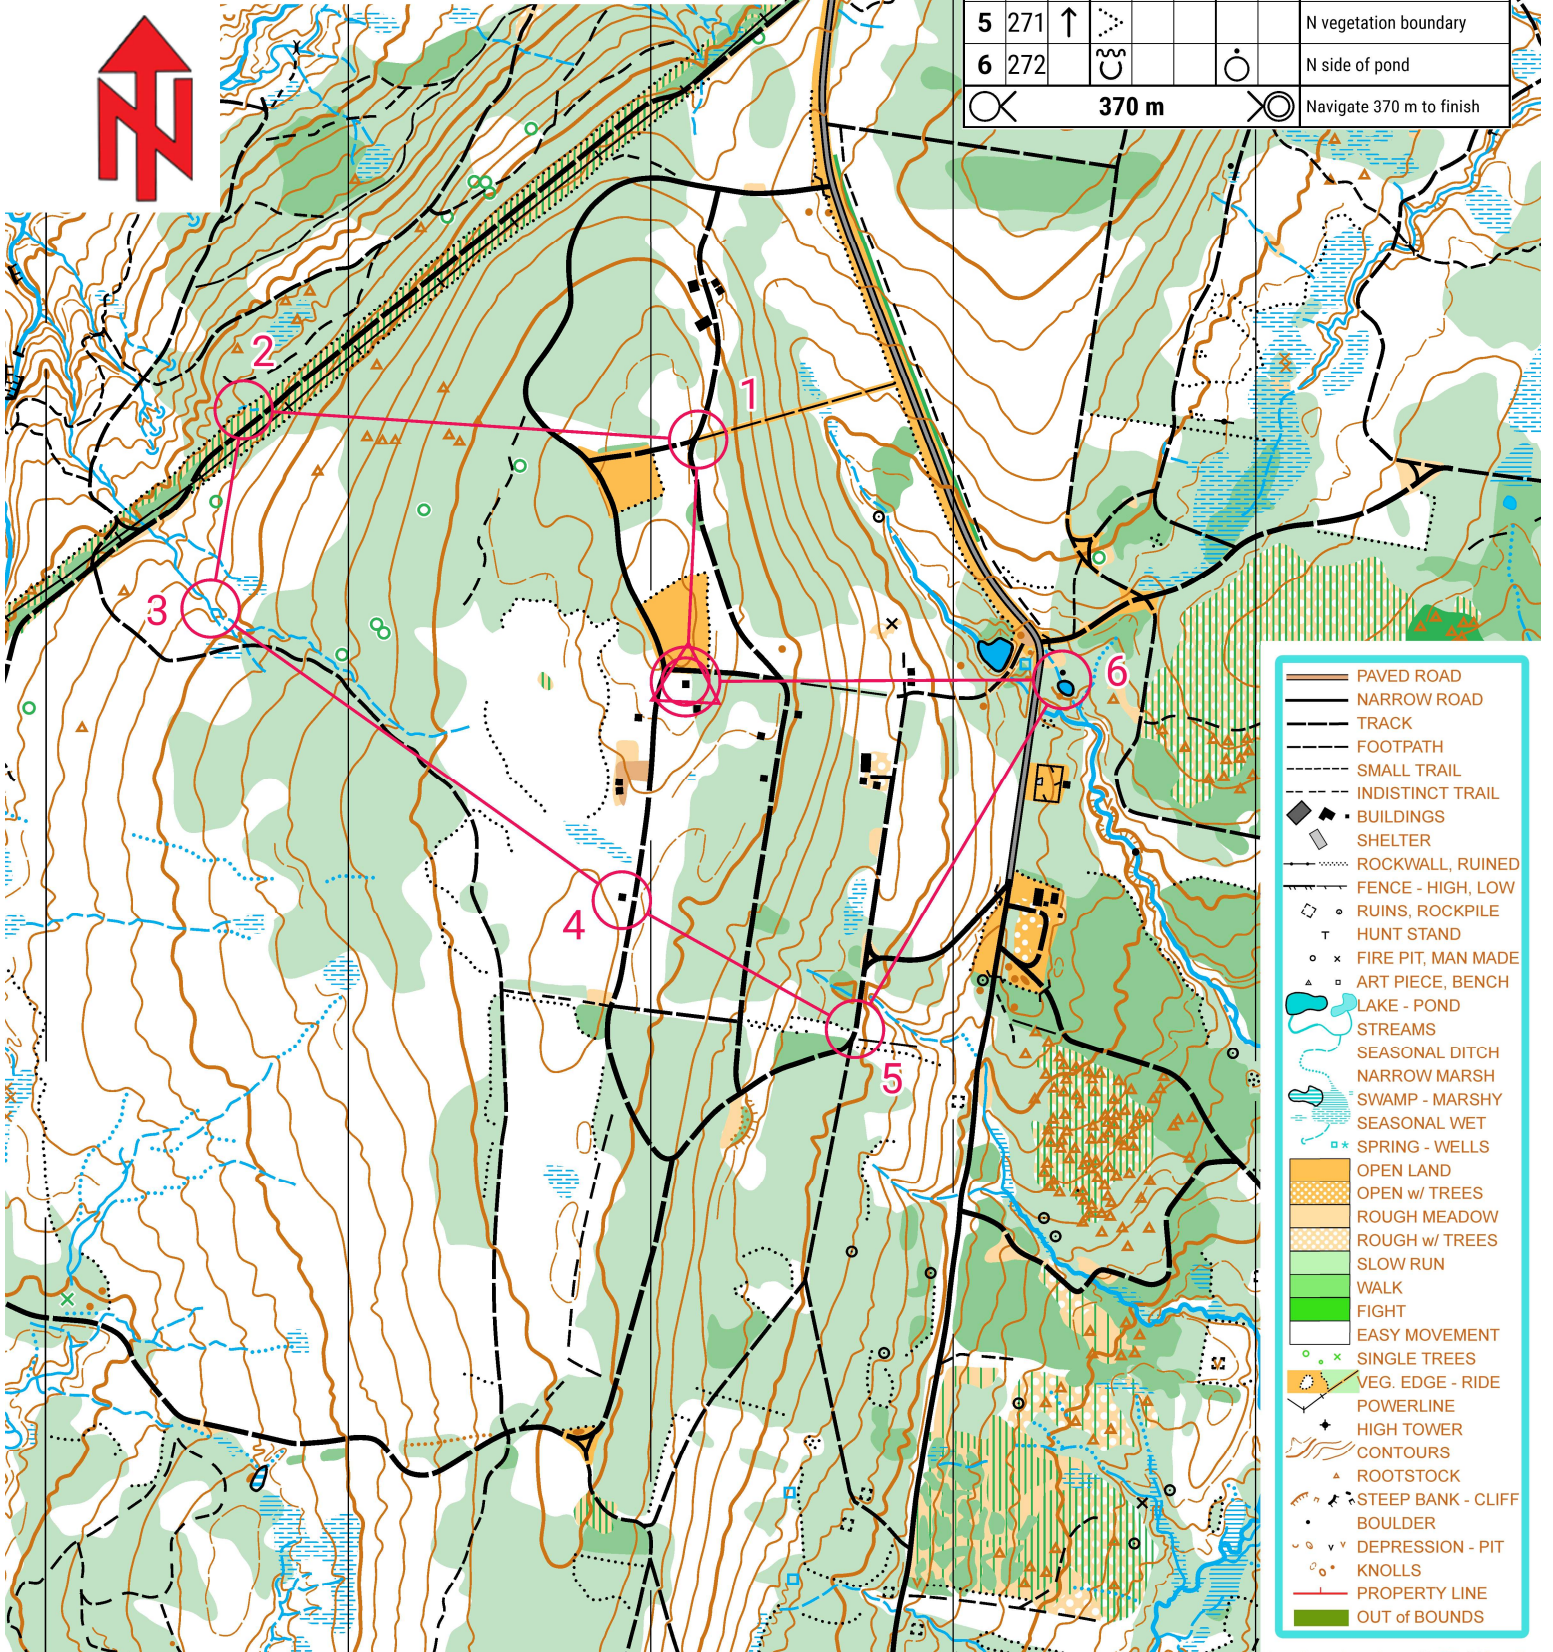 N
5 271 ↑ N vegetation boundary
6 272 N side of pond
370 m Navigate 370 m to finish
2
1
3
6
4
5
PAVED ROAD
NARROW ROAD
TRACK
FOOTPATH
SMALL TRAIL
INDISTINCT TRAIL
BUILDINGS
SHELTER
ROCKWALL, RUINED
FENCE - HIGH, LOW
RUINS, ROCKPILE
HUNT STAND
FIRE PIT, MAN MADE
ART PIECE, BENCH
LAKE - POND
STREAMS
SEASONAL DITCH
NARROW MARSH
SWAMP - MARSHY
SEASONAL WET
SPRING - WELLS
OPEN LAND
OPEN w/ TREES
ROUGH MEADOW
ROUGH w/ TREES
SLOW RUN
WALK
FIGHT
EASY MOVEMENT
SINGLE TREES
VEG. EDGE - RIDE
POWERLINE
HIGH TOWER
CONTOURS
ROOTSTOCK
STEEP BANK - CLIFF
BOULDER
DEPRESSION - PIT
KNOLLS
PROPERTY LINE
OUT of BOUNDS